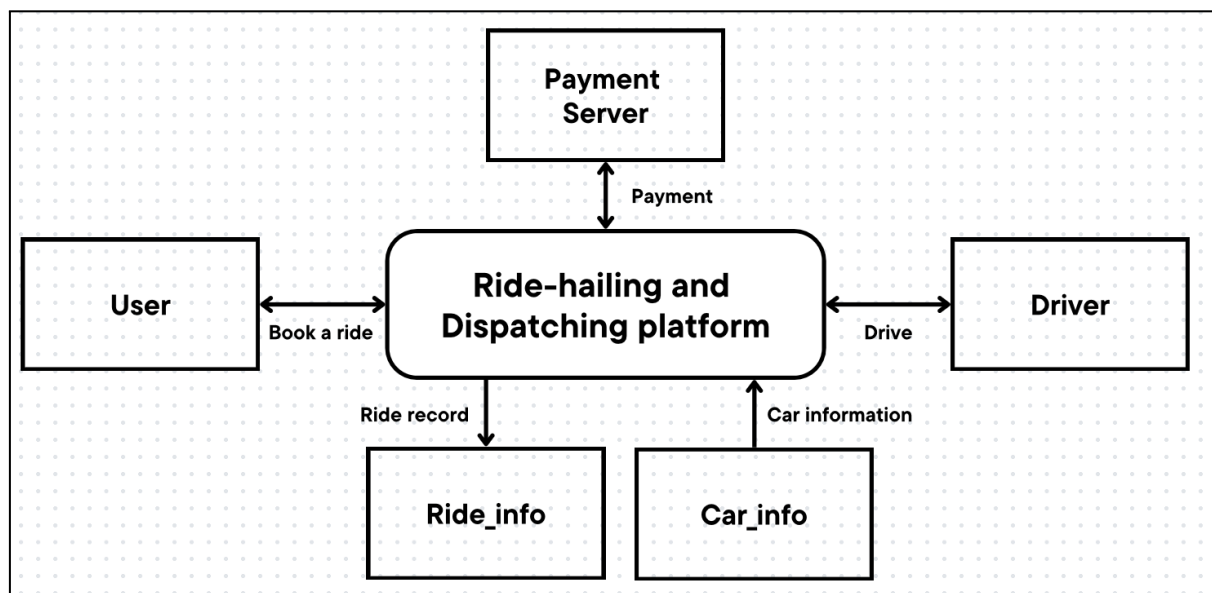 Payment
Server
Payment
User
Book a ride
Ride-hailing and
Dispatching platform
Drive
Driver
Ride record
Car information
Ride_info
Car_info